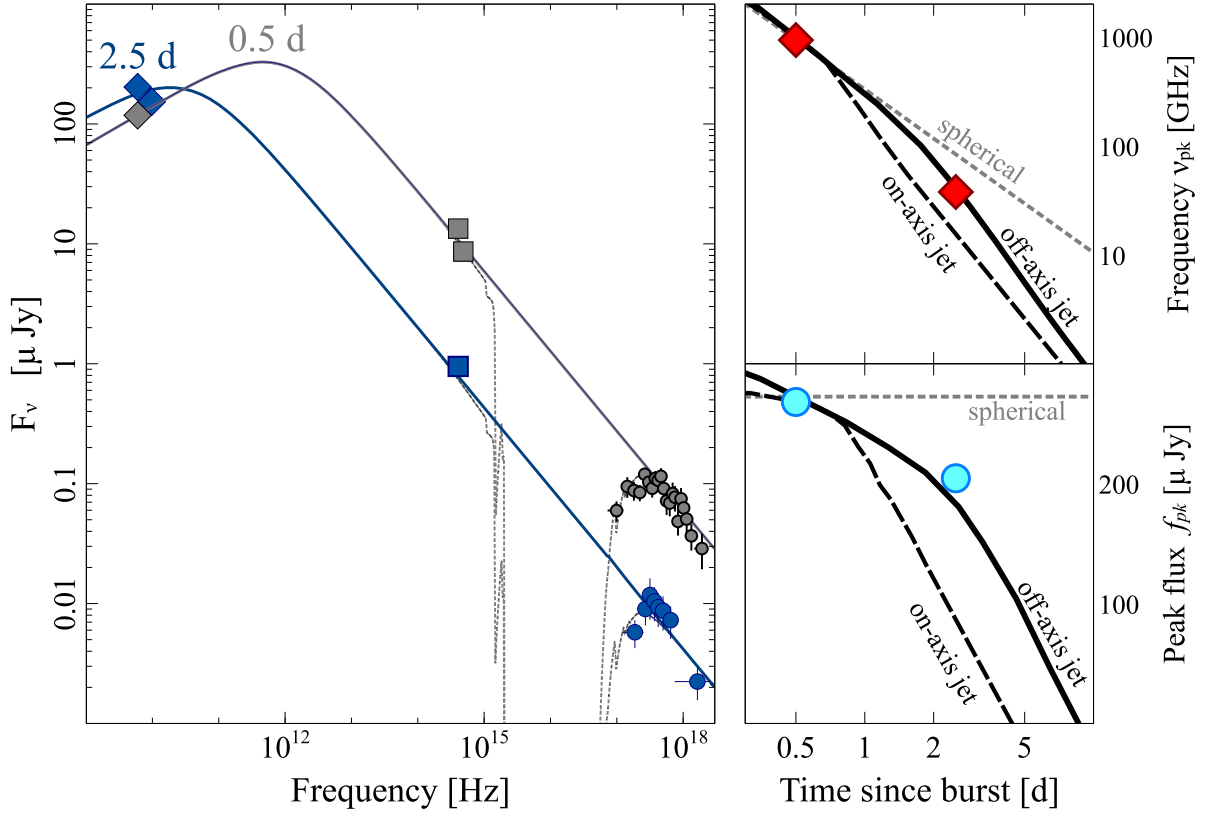 2.5 d
0.5 d
100
10
1
0.1
0.01
F_ν [μ Jy]
10^12
10^15
10^18
Frequency [Hz]
spherical
on-axis jet
off-axis jet
1000
100
10
Frequency ν_pk [GHz]
spherical
on-axis jet
off-axis jet
200
100
Peak flux f_pk [μ Jy]
0.5
1
2
5
Time since burst [d]